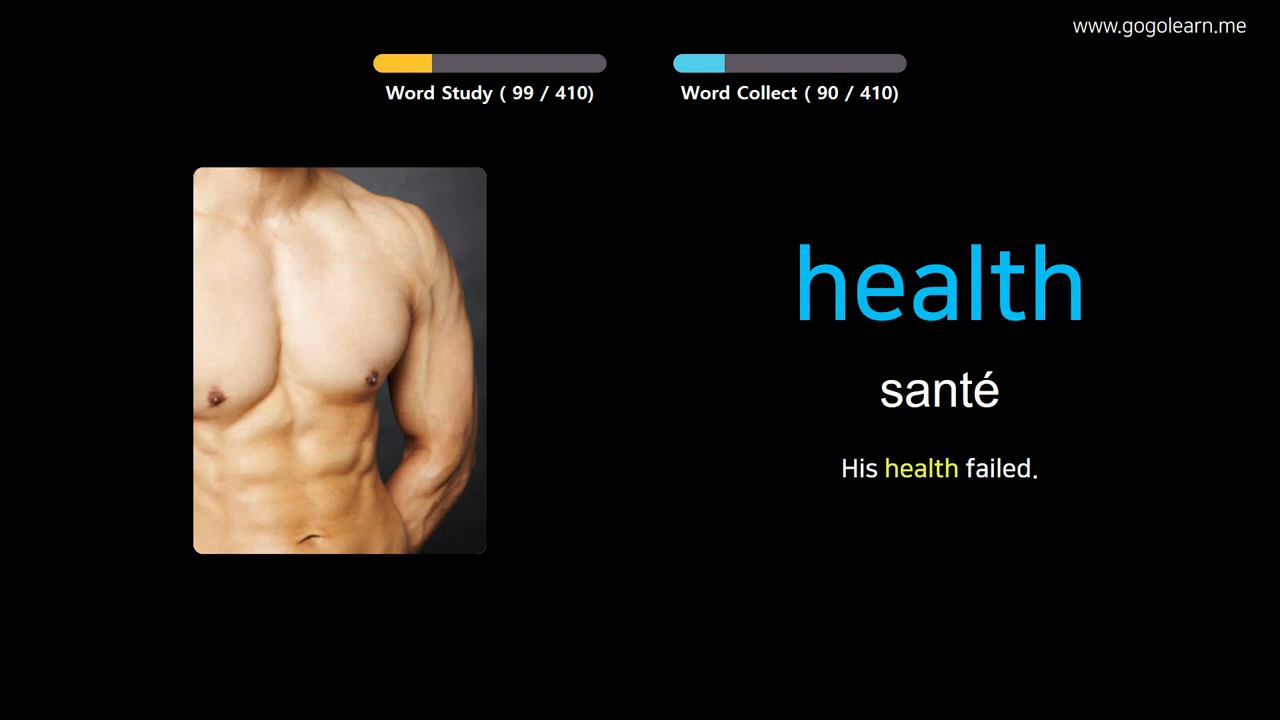 www.gogolearn.me
Word Study ( 99 / 410)
Word Collect ( 90 / 410)
health
santé
His health failed.